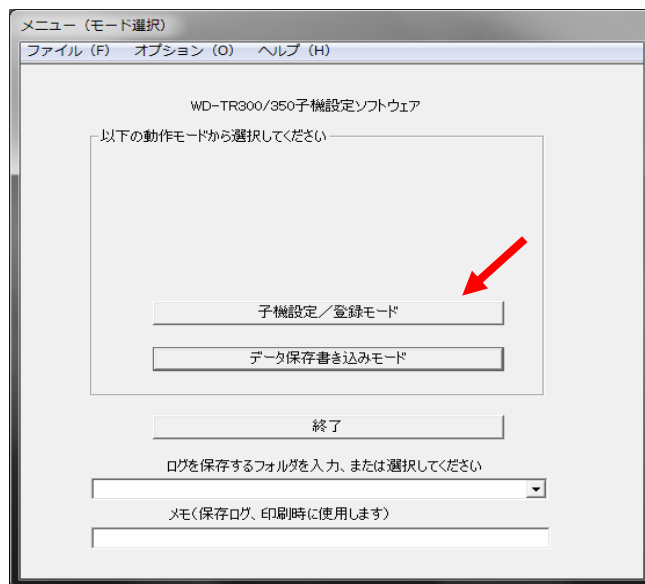 メニュー（モード選択）
ファイル（F） オプション（O） ヘルプ（H）
WD-TR300/350子機設定ソフトウェア
以下の動作モードから選択してください
子機設定／登録モード
データ保存書き込みモード
終了
ログを保存するフォルダを入力、または選択してください
メモ（保存ログ、印刷時に使用します）